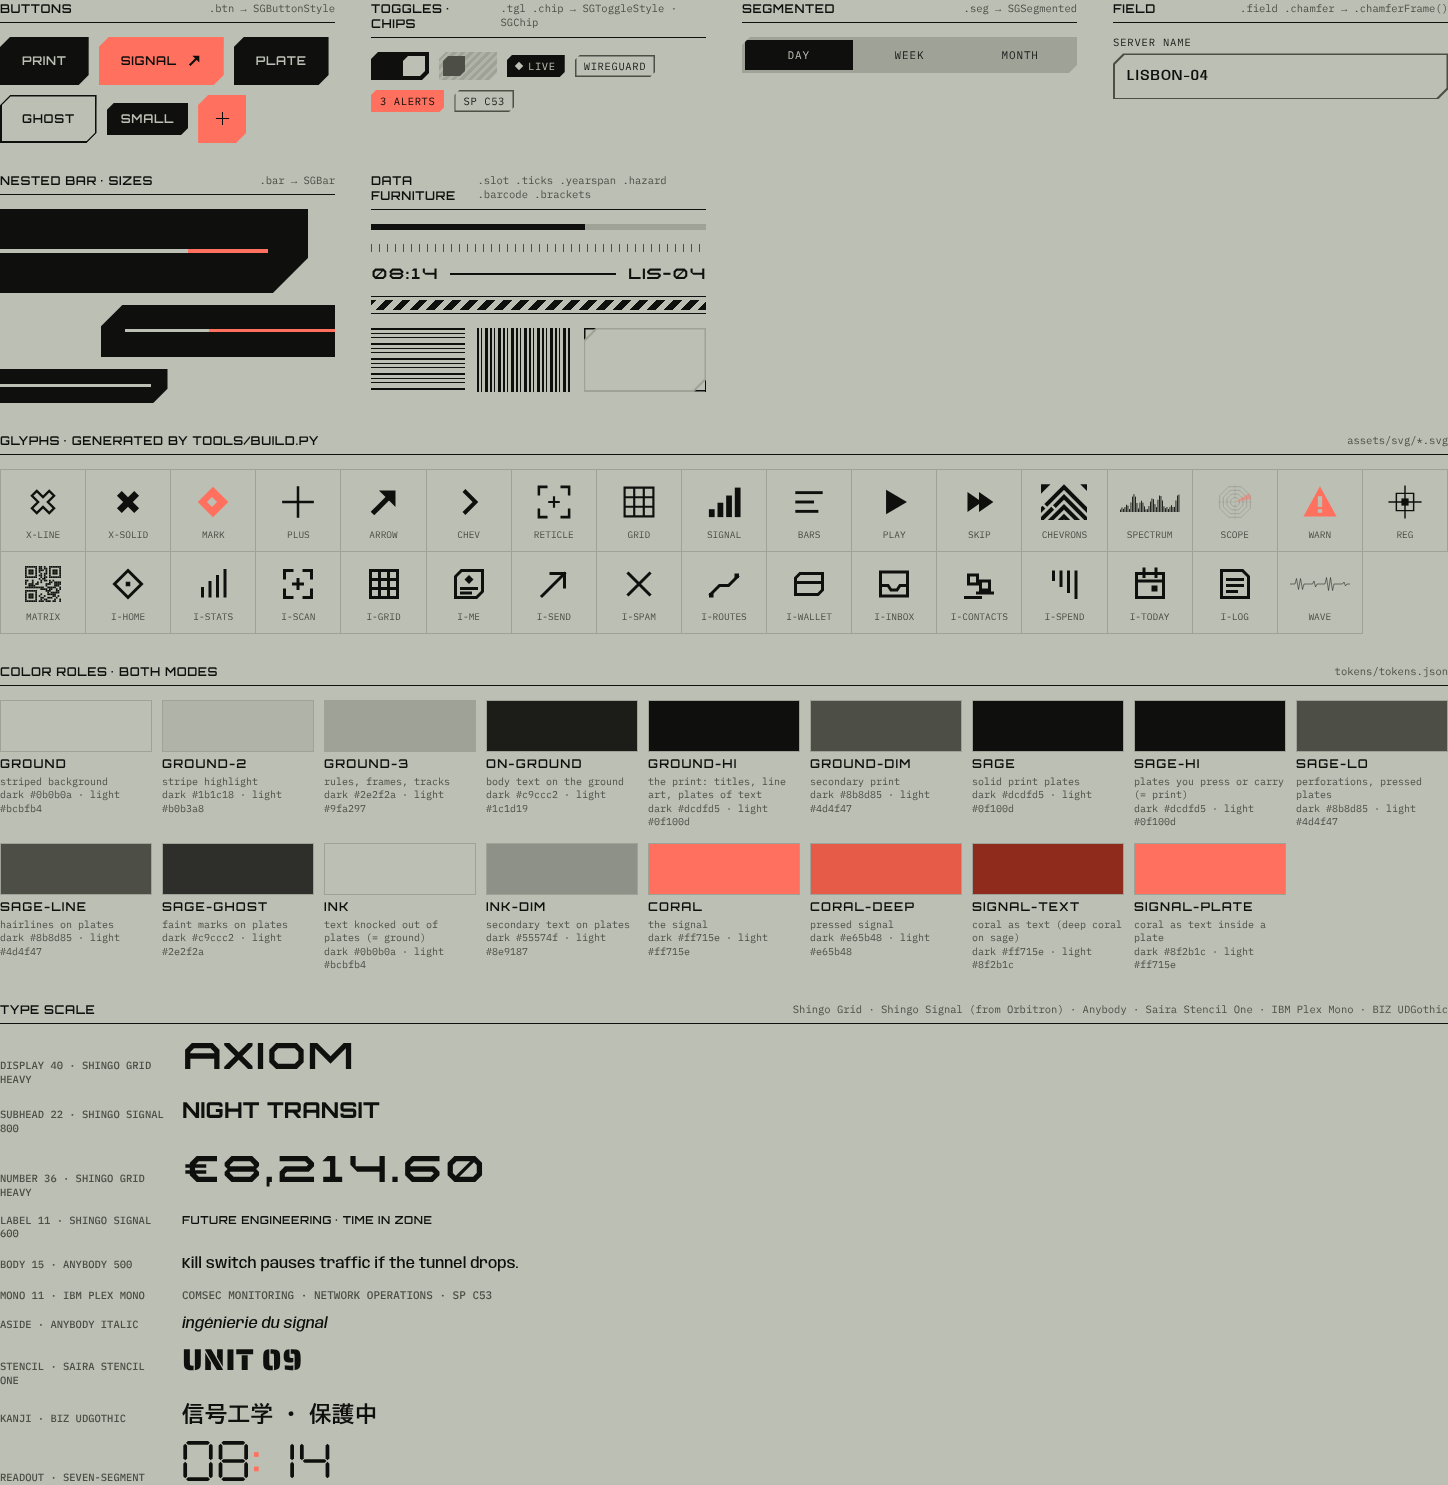 BUTTONS
.btn → SGButtonStyle
PRINT
SIGNAL
PLATE
GHOST
SMALL
TOGGLES ·
CHIPS
.tgl .chip → SGToggleStyle ·
SGChip
LIVE
WIREGUARD
3 ALERTS
SP C53
SEGMENTED
.seg → SGSegmented
DAY
WEEK
MONTH
FIELD
.field .chamfer → .chamferFrame()
SERVER NAME
LISBON-04
NESTED BAR · SIZES
.bar → SGBar
DATA
FURNITURE
.slot .ticks .yearspan .hazard
.barcode .brackets
08:14
LIS-04
GLYPHS · GENERATED BY TOOLS/BUILD.PY
assets/svg/*.svg
X-LINE
X-SOLID
MARK
PLUS
ARROW
CHEV
RETICLE
GRID
SIGNAL
BARS
PLAY
SKIP
CHEVRONS
SPECTRUM
SCOPE
WARN
REG
MATRIX
I-HOME
I-STATS
I-SCAN
I-GRID
I-ME
I-SEND
I-SPAM
I-ROUTES
I-WALLET
I-INBOX
I-CONTACTS
I-SPEND
I-TODAY
I-LOG
WAVE
COLOR ROLES · BOTH MODES
tokens/tokens.json
GROUND
striped background
dark #0b0b0a · light
#bcbfb4
GROUND-2
stripe highlight
dark #1b1c18 · light
#b0b3a8
GROUND-3
rules, frames, tracks
dark #2e2f2a · light
#9fa297
ON-GROUND
body text on the ground
dark #c9ccc2 · light
#1c1d19
GROUND-HI
the print: titles, line
art, plates of text
dark #dcdfd5 · light
#0f100d
GROUND-DIM
secondary print
dark #8b8d85 · light
#4d4f47
SAGE
solid print plates
dark #dcdfd5 · light
#0f100d
SAGE-HI
plates you press or carry
(= print)
dark #dcdfd5 · light
#0f100d
SAGE-LO
perforations, pressed
plates
dark #8b8d85 · light
#4d4f47
SAGE-LINE
hairlines on plates
dark #8b8d85 · light
#4d4f47
SAGE-GHOST
faint marks on plates
dark #c9ccc2 · light
#2e2f2a
INK
text knocked out of
plates (= ground)
dark #0b0b0a · light
#bcbfb4
INK-DIM
secondary text on plates
dark #55574f · light
#8e9187
CORAL
the signal
dark #ff715e · light
#ff715e
CORAL-DEEP
pressed signal
dark #e65b48 · light
#e65b48
SIGNAL-TEXT
coral as text (deep coral
on sage)
dark #ff715e · light
#8f2b1c
SIGNAL-PLATE
coral as text inside a
plate
dark #8f2b1c · light
#ff715e
TYPE SCALE
Shingo Grid · Shingo Signal (from Orbitron) · Anybody · Saira Stencil One · IBM Plex Mono · BIZ UDGothic
DISPLAY 40 · SHINGO GRID
HEAVY
AXIOM
SUBHEAD 22 · SHINGO SIGNAL
800
NIGHT TRANSIT
NUMBER 36 · SHINGO GRID
HEAVY
€8,214.60
LABEL 11 · SHINGO SIGNAL
600
FUTURE ENGINEERING · TIME IN ZONE
BODY 15 · ANYBODY 500
Kill switch pauses traffic if the tunnel drops.
MONO 11 · IBM PLEX MONO
COMSEC MONITORING · NETWORK OPERATIONS · SP C53
ASIDE · ANYBODY ITALIC
ingénierie du signal
STENCIL · SAIRA STENCIL
ONE
UNIT 09
KANJI · BIZ UDGOTHIC
信号工学 ・ 保護中
READOUT · SEVEN-SEGMENT
08:14